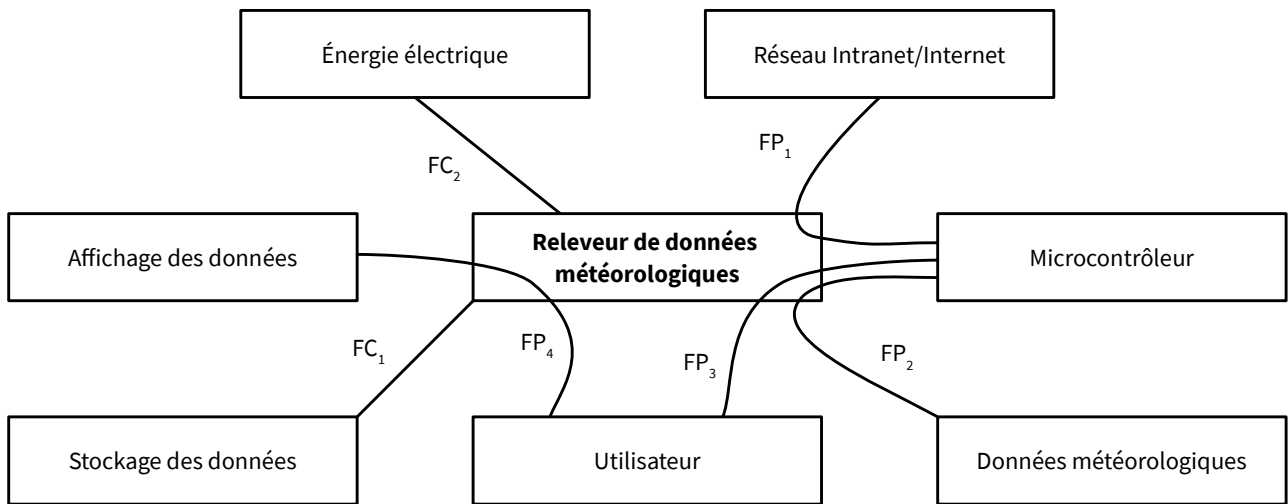 Énergie électrique
Réseau Intranet/Internet
FC₂
FP₁
Affichage des données
Releveur de données
météorologiques
Microcontrôleur
FC₁
FP₄
FP₃
FP₂
Stockage des données
Utilisateur
Données météorologiques